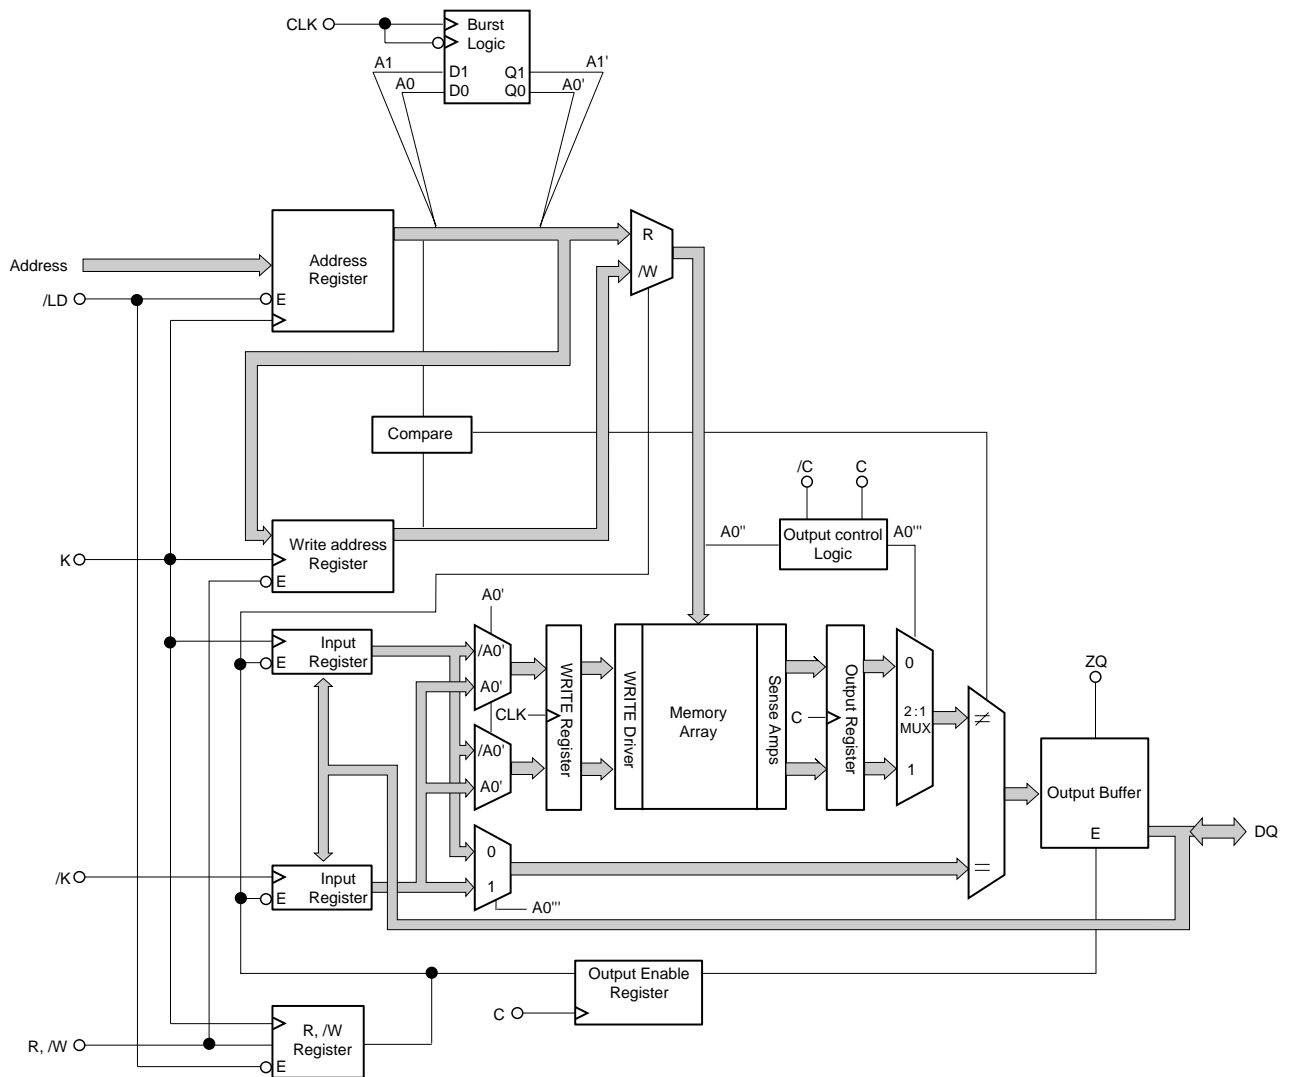 CLK
Burst
Logic
A1
D1
Q1
A1'
A0
D0
Q0
A0'
Address
Address
Register
R
/W
/LD
E
Compare
/C
C
A0''
Output control
Logic
A0'''
Write address
Register
K
E
A0'
Input
Register
E
/A0'
A0'
CLK
/A0'
A0'
WRITE Register
WRITE Driver
Memory
Array
Sense Amps
C
Output Register
0
2:1
MUX
1
≠
=
ZQ
Output Buffer
E
DQ
/K
Input
Register
E
0
1
A0'''
Output Enable
Register
C
R, /W
R, /W
Register
E